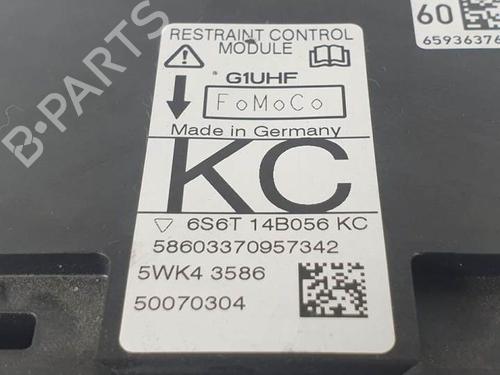 RESTRAINT CONTROL
MODULE
G1UHF
FoMoCo
Made in Germany
KC
6S6T 14B056 KC
58603370957342
5WK4 3586
50070304
60
65936376
B-Parts